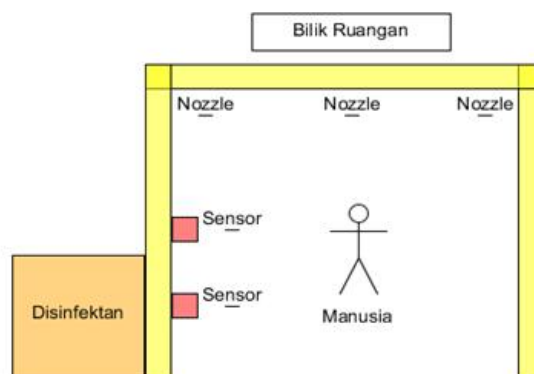 Bilik Ruangan
Nozzle Nozzle Nozzle
Sensor
Sensor
Disinfektan
Manusia